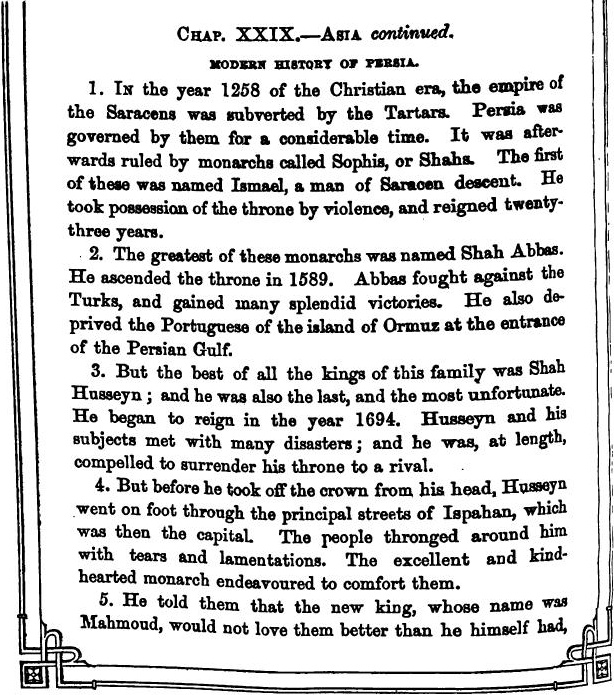 CHAP. XXIX.—ASIA continued.
MODERN HISTORY OF PERSIA.
1. IN the year 1258 of the Christian era, the empire of
the Saracens was subverted by the Tartars. Persia was
governed by them for a considerable time. It was after-
wards ruled by monarchs called Sophis, or Shahs. The first
of these was named Ismael, a man of Saracen descent. He
took possession of the throne by violence, and reigned twenty-
three years.
2. The greatest of these monarchs was named Shah Abbas.
He ascended the throne in 1589. Abbas fought against the
Turks, and gained many splendid victories. He also de-
prived the Portuguese of the island of Ormuz at the entrance
of the Persian Gulf.
3. But the best of all the kings of this family was Shah
Husseyn; and he was also the last, and the most unfortunate.
He began to reign in the year 1694. Husseyn and his
subjects met with many disasters; and he was, at length,
compelled to surrender his throne to a rival.
4. But before he took off the crown from his head, Husseyn
went on foot through the principal streets of Ispahan, which
was then the capital. The people thronged around him
with tears and lamentations. The excellent and kind-
hearted monarch endeavoured to comfort them.
5. He told them that the new king, whose name was
Mahmoud, would not love them better than he himself had,